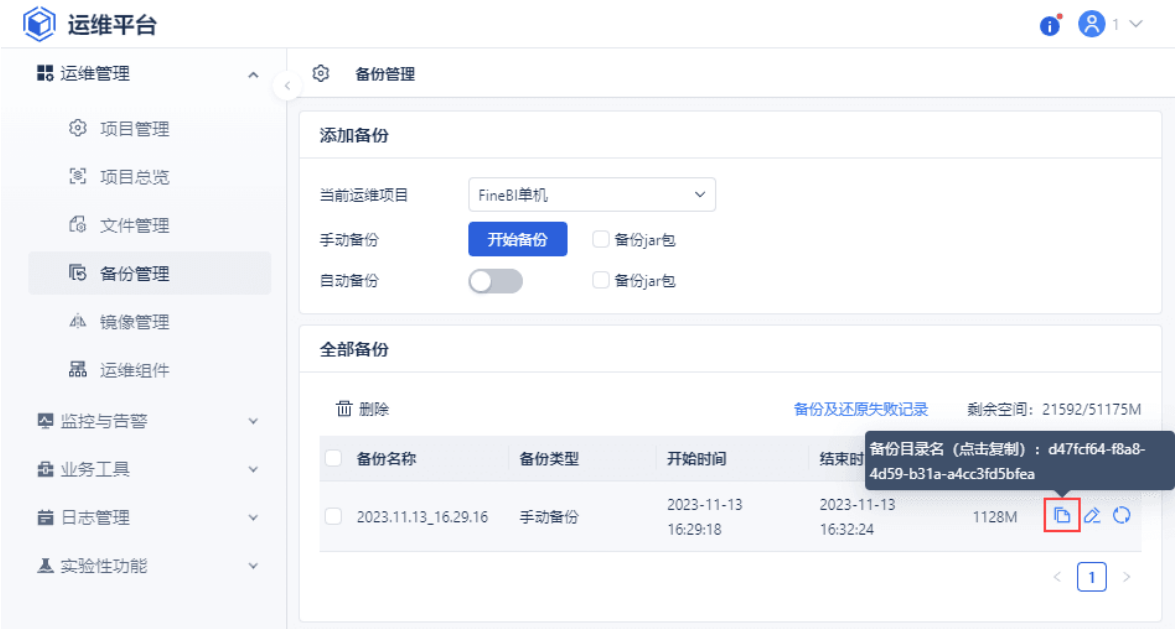 运维平台
1
运维管理
项目管理
项目总览
文件管理
备份管理
镜像管理
运维组件
监控与告警
业务工具
日志管理
实验性功能
备份管理
添加备份
当前运维项目 FineBI单机
手动备份 开始备份 备份jar包
自动备份 备份jar包
全部备份
删除 备份及还原失败记录 剩余空间：21592/51175M
备份目录名（点击复制）：d47fcf64-f8a8-
4d59-b31a-a4cc3fd5bfea
备份名称 备份类型 开始时间 结束时
2023.11.13_16.29.16 手动备份 2023-11-13 16:29:18 2023-11-13 16:32:24 1128M
1